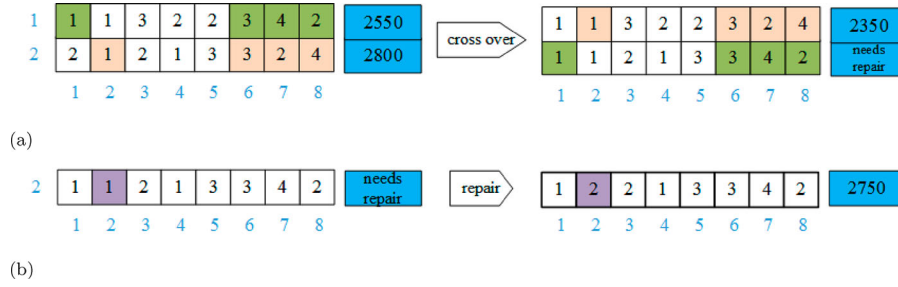 1 1 1 3 2 2 3 4 2 2550
2 2 1 2 1 3 3 2 4 2800
1 2 3 4 5 6 7 8
cross over
1 1 3 2 2 3 2 4 2350
1 1 2 1 3 3 4 2 needs
repair
1 2 3 4 5 6 7 8
(a)
2 1 1 2 1 3 3 4 2 needs
repair
1 2 3 4 5 6 7 8
repair
1 2 2 1 3 3 4 2 2750
1 2 3 4 5 6 7 8
(b)